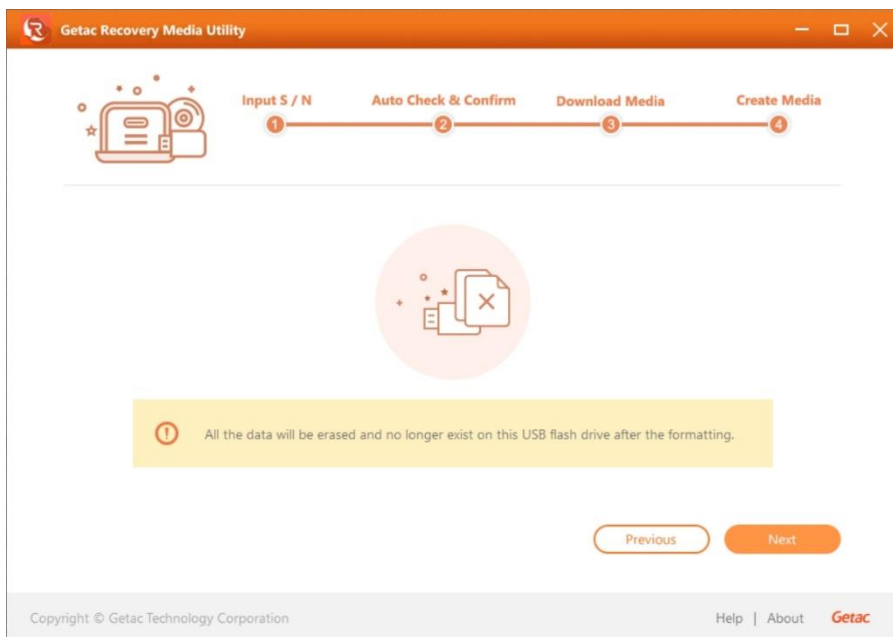 Getac Recovery Media Utility
Input S / N
Auto Check & Confirm
Download Media
Create Media
1
2
3
4
All the data will be erased and no longer exist on this USB flash drive after the formatting.
Previous
Next
Copyright © Getac Technology Corporation
Help | About
Getac